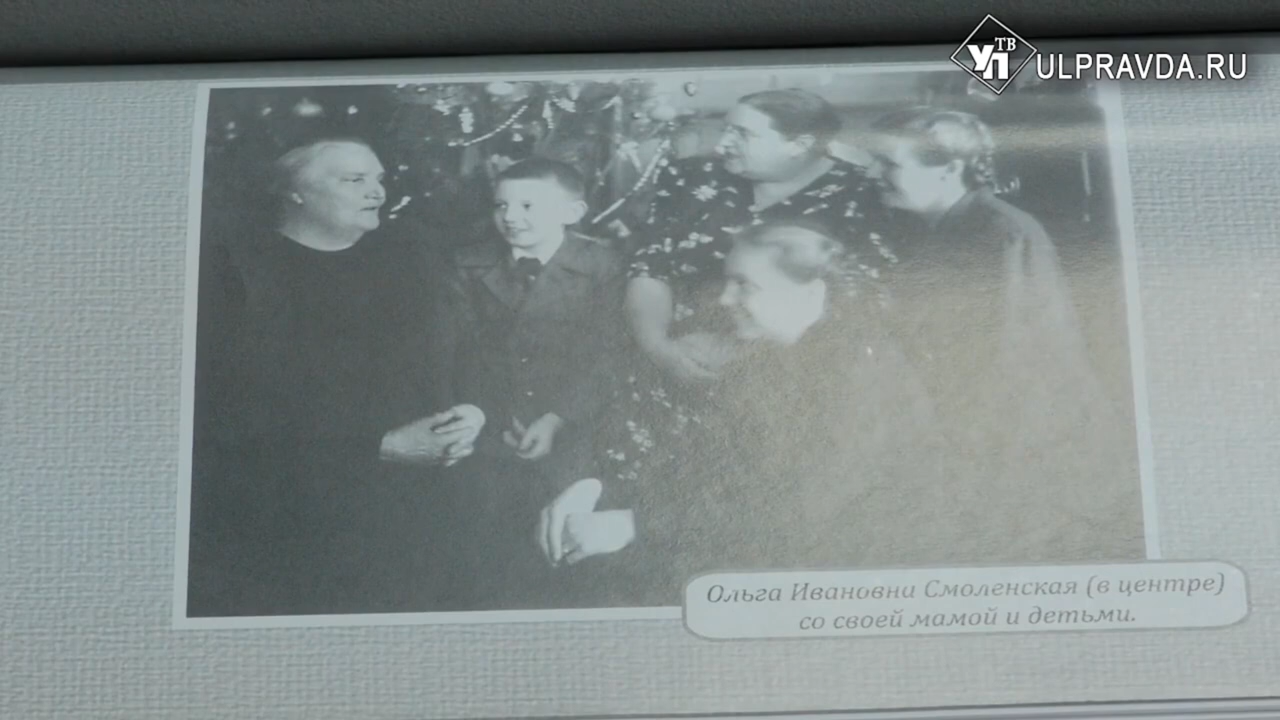 УП ТВ ULPRAVDA.RU
Ольга Ивановни Смоленская (в центре)
со своей мамой и детьми.